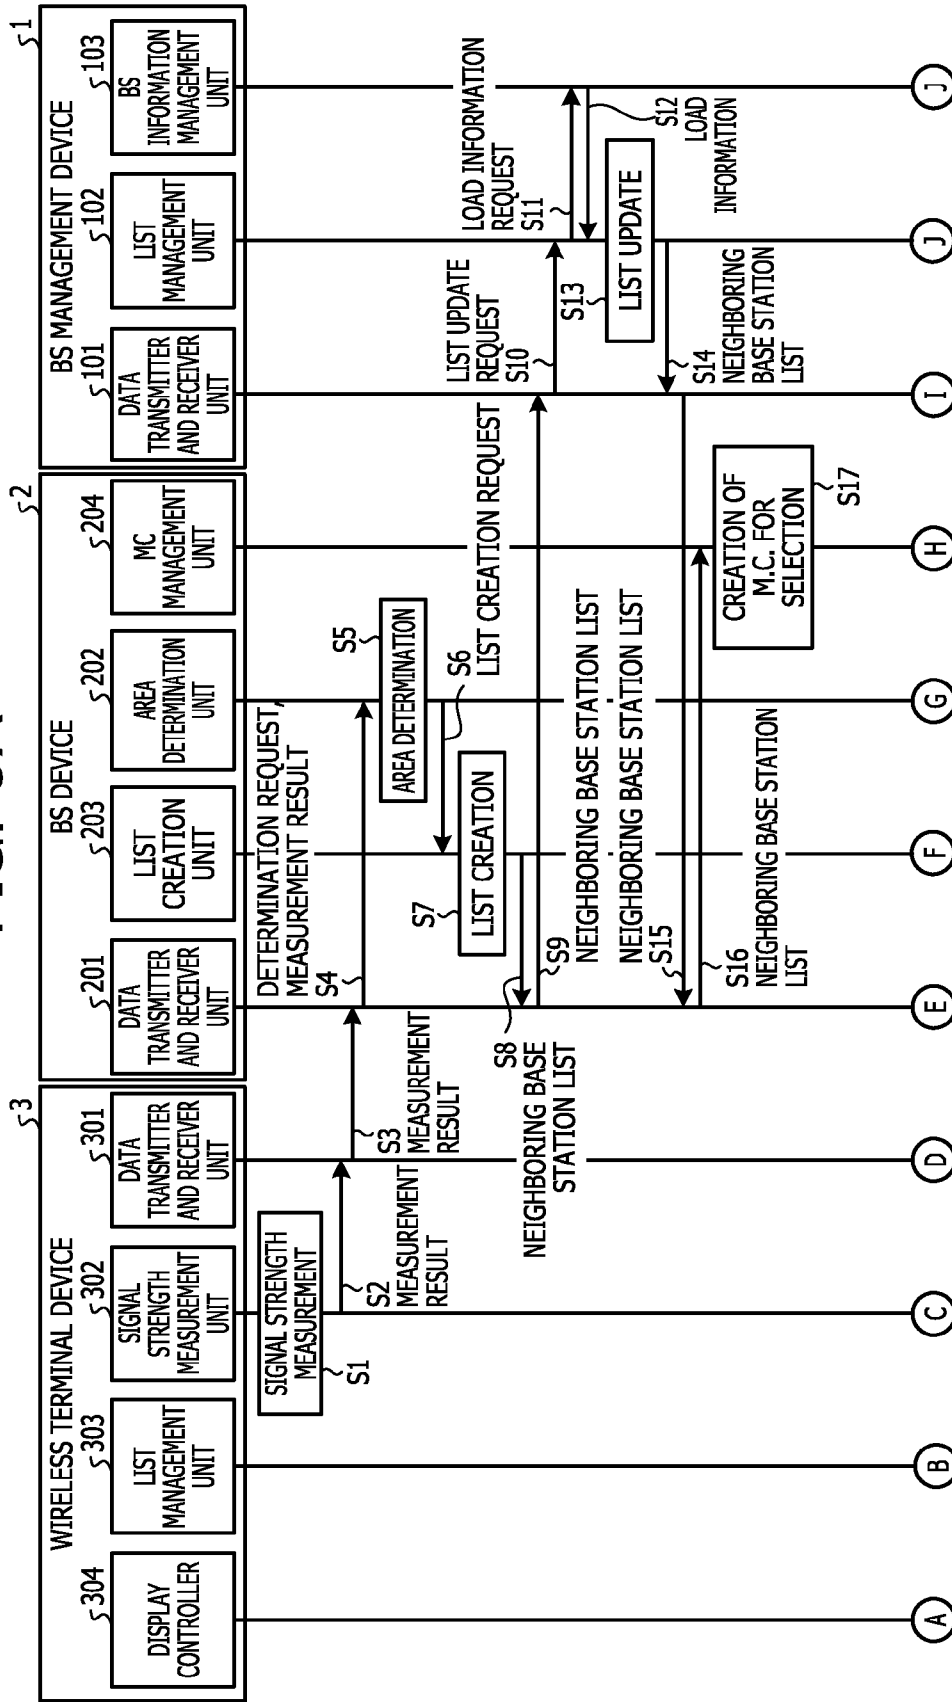 WIRELESS TERMINAL DEVICE
3
304
DISPLAY
CONTROLLER
303
LIST
MANAGEMENT
UNIT
302
SIGNAL
STRENGTH
MEASUREMENT
UNIT
301
DATA
TRANSMITTER
AND RECEIVER
UNIT
BS DEVICE
2
201
DATA
TRANSMITTER
AND RECEIVER
UNIT
203
LIST
CREATION
UNIT
202
AREA
DETERMINATION
UNIT
204
MC
MANAGEMENT
UNIT
BS MANAGEMENT DEVICE
1
101
DATA
TRANSMITTER
AND RECEIVER
UNIT
102
LIST
MANAGEMENT
UNIT
103
BS
INFORMATION
MANAGEMENT
UNIT
SIGNAL STRENGTH
MEASUREMENT
S1
S2
MEASUREMENT
RESULT
S3
MEASUREMENT
RESULT
DETERMINATION REQUEST,
MEASUREMENT RESULT
S4
S5
AREA DETERMINATION
S6
LIST CREATION REQUEST
S7
LIST CREATION
S8
NEIGHBORING BASE
STATION LIST
S9
NEIGHBORING BASE STATION LIST
LIST UPDATE
REQUEST
S10
LOAD INFORMATION
REQUEST
S11
S12
LOAD
INFORMATION
S13
LIST UPDATE
S14
NEIGHBORING
BASE STATION
LIST
NEIGHBORING BASE STATION LIST
S15
S16
NEIGHBORING BASE STATION
LIST
CREATION OF
M.C. FOR
SELECTION
S17
A
B
C
D
E
F
G
H
I
J
J